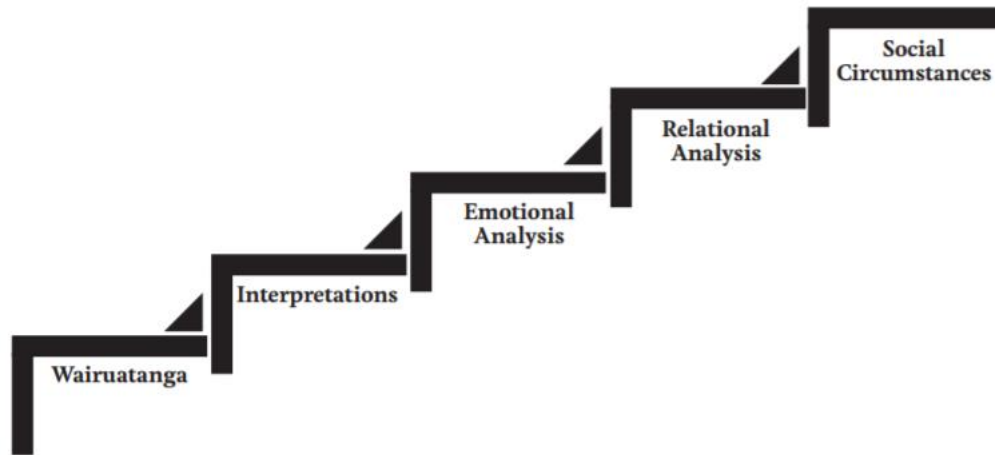 Social
Circumstances
Relational
Analysis
Emotional
Analysis
Interpretations
Wairuatanga